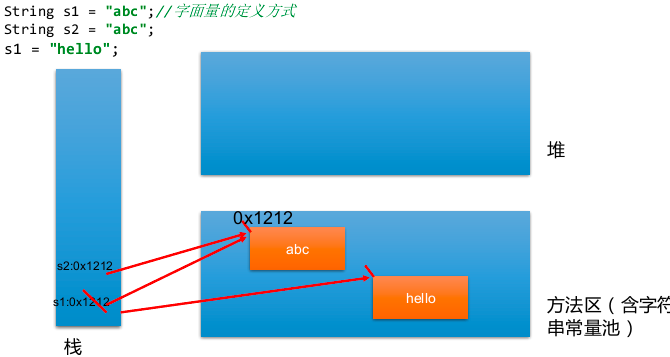 String s1 = "abc";//字面量的定义方式
String s2 = "abc";
s1 = "hello";
堆
0x1212
abc
s2:0x1212
hello
s1:0x1212
方法区（含字符
串常量池）
栈